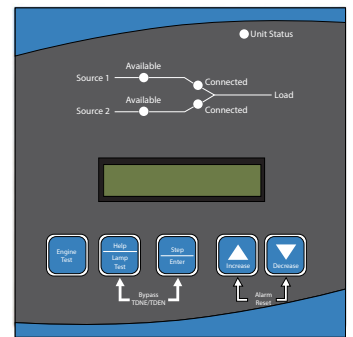 Unit Status
Available
Source 1
Connected
Load
Available
Source 2
Connected
Engine
Test
Help
Lamp
Test
Step
Enter
Increase
Decrease
Bypass
TDNE/TDEN
Alarm
Reset